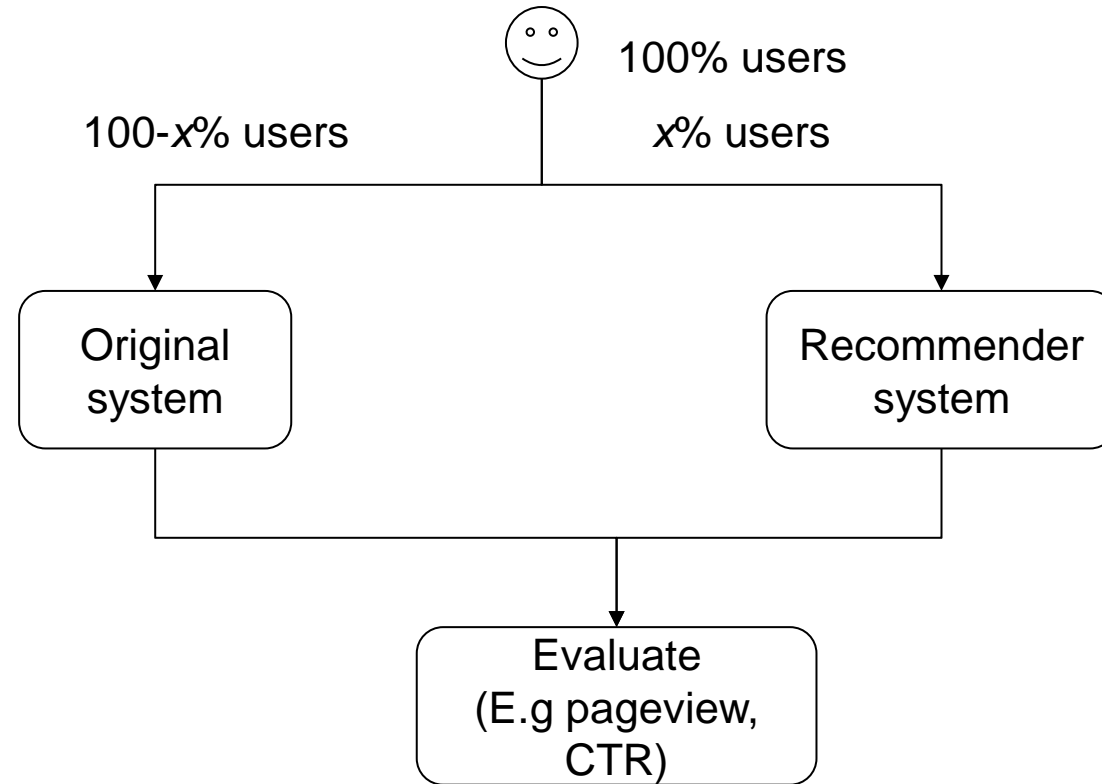 100% users
100-x% users
x% users
Original
system
Recommender
system
Evaluate
(E.g pageview,
CTR)